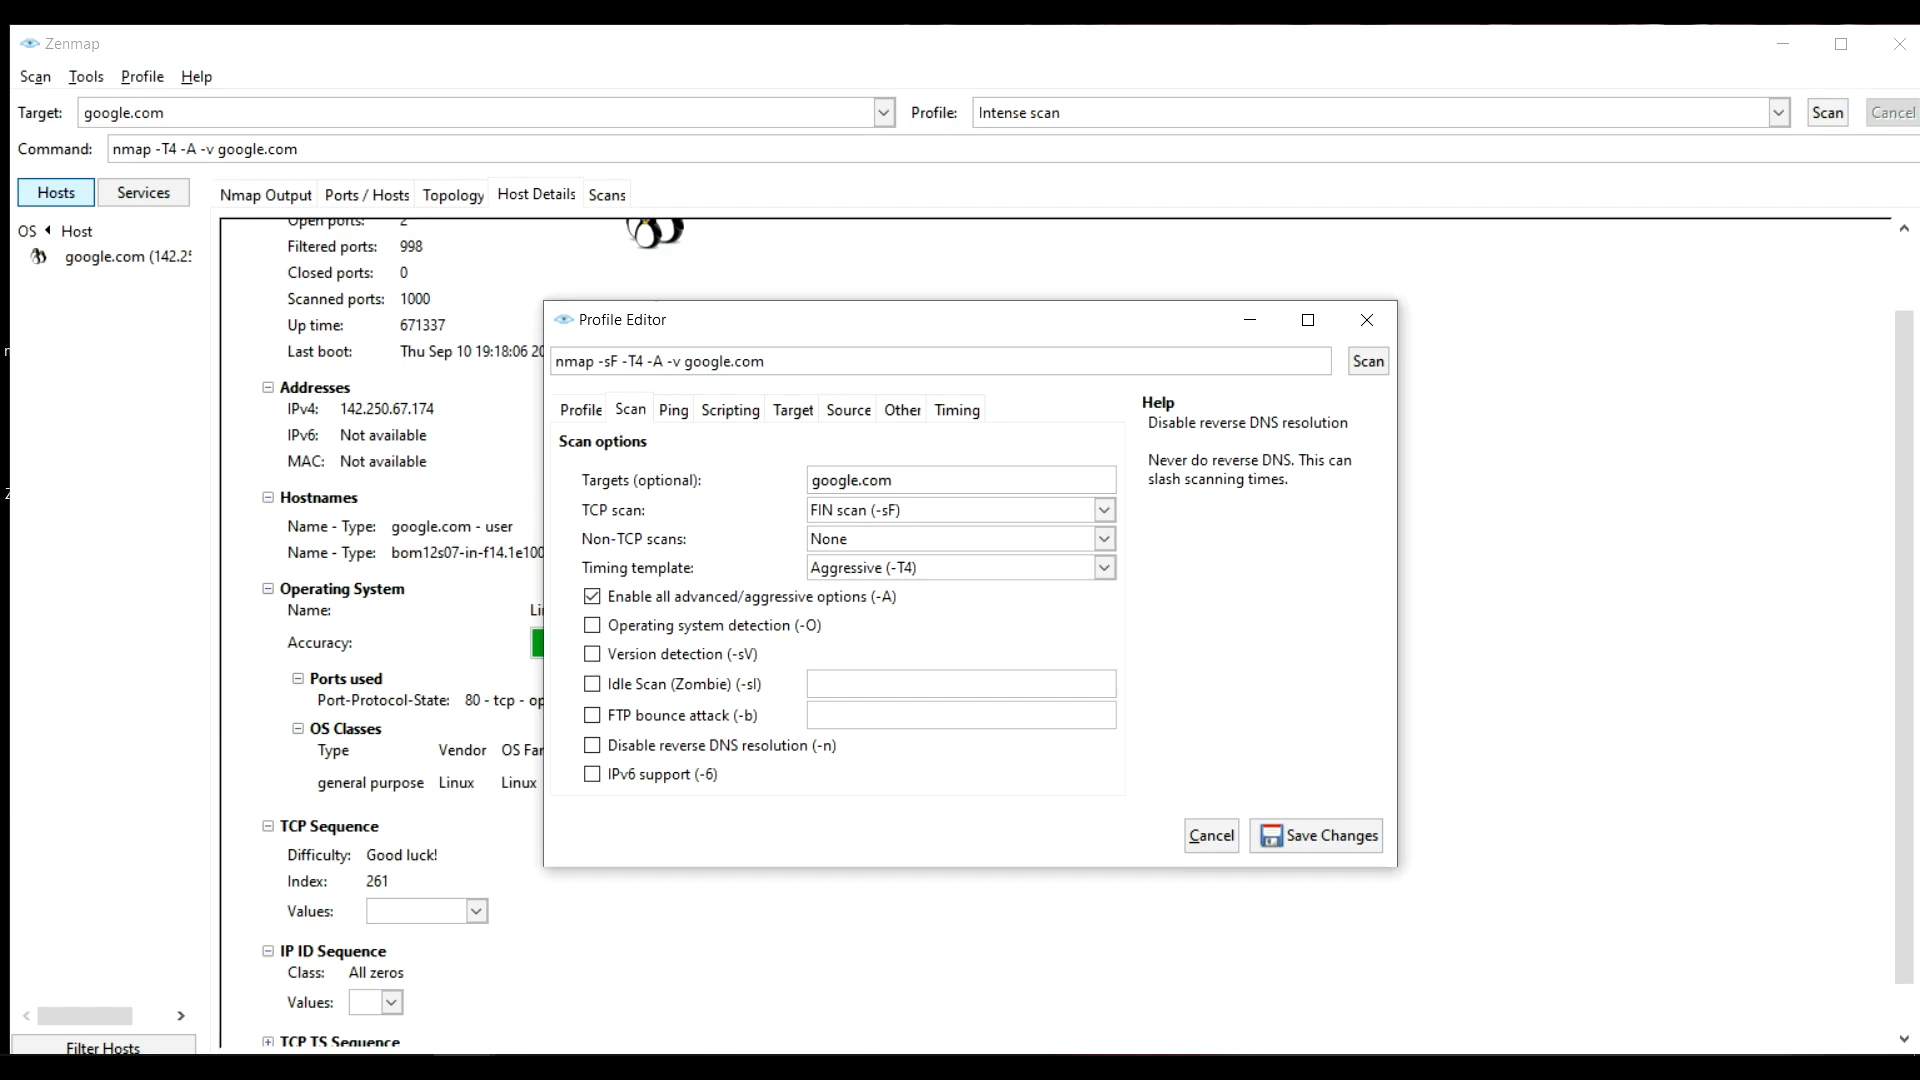 Zenmap
Scan Tools Profile Help
Target: google.com Profile: Intense scan Scan Cancel
Command: nmap -T4 -A -v google.com
Hosts Services
Nmap Output Ports / Hosts Topology Host Details Scans
OS Host
google.com (142.25
Open ports: 2
Filtered ports: 998
Closed ports: 0
Scanned ports: 1000
Up time: 671337
Last boot: Thu Sep 10 19:18:06 20
Addresses
IPv4: 142.250.67.174
IPv6: Not available
MAC: Not available
Hostnames
Name - Type: google.com - user
Name - Type: bom12s07-in-f14.1e100
Operating System
Name: Li
Accuracy:
Ports used
Port-Protocol-State: 80 - tcp - op
OS Classes
Type Vendor OS Far
general purpose Linux Linux
TCP Sequence
Difficulty: Good luck!
Index: 261
Values:
IP ID Sequence
Class: All zeros
Values:
TCP TS Sequence
Filter Hosts
Profile Editor
nmap -sF -T4 -A -v google.com Scan
Profile Scan Ping Scripting Target Source Other Timing
Scan options
Targets (optional): google.com
TCP scan: FIN scan (-sF)
Non-TCP scans: None
Timing template: Aggressive (-T4)
Enable all advanced/aggressive options (-A)
Operating system detection (-O)
Version detection (-sV)
Idle Scan (Zombie) (-sI)
FTP bounce attack (-b)
Disable reverse DNS resolution (-n)
IPv6 support (-6)
Help
Disable reverse DNS resolution
Never do reverse DNS. This can
slash scanning times.
Cancel Save Changes